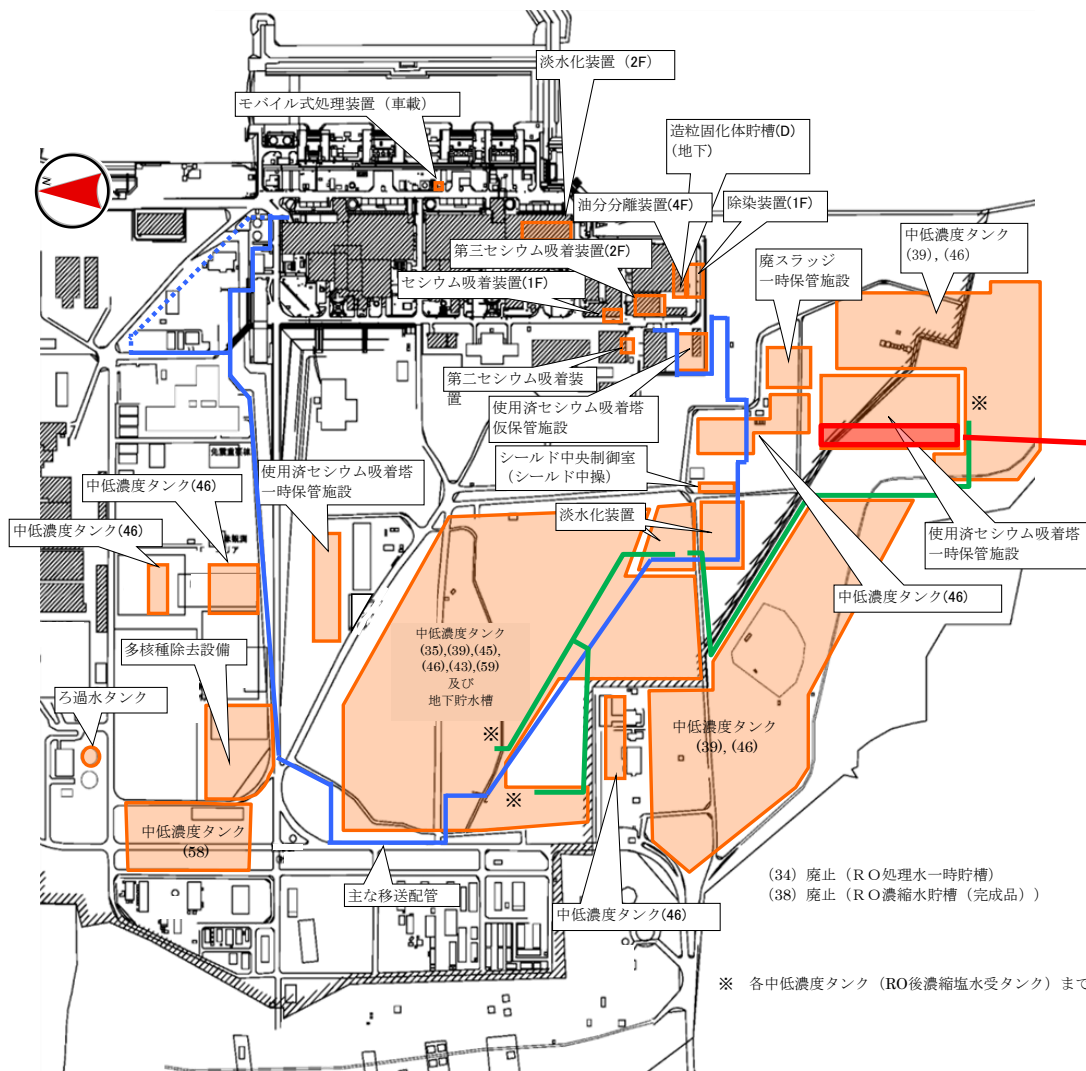 淡水化装置（2F）
モバイル式処理装置（車載）
造粒固化体貯槽(D)
（地下）
油分分離装置(4F)
除染装置(1F)
N
第三セシウム吸着装置(2F)
中低濃度タンク
(39), (46)
廃スラッジ
一時保管施設
セシウム吸着装置(1F)
第二セシウム吸着装
置
使用済セシウム吸着塔
仮保管施設
※
シールド中央制御室
（シールド中操）
使用済セシウム吸着塔
一時保管施設
中低濃度タンク(46)
淡水化装置
中低濃度タンク(46)
使用済セシウム吸着塔
一時保管施設
中低濃度タンク(46)
中低濃度タンク
(35),(39),(45),
(46),(43),(59)
及び
地下貯水槽
多核種除去設備
ろ過水タンク
※
中低濃度タンク
(39), (46)
※
中低濃度タンク
(58)
主な移送配管
中低濃度タンク(46)
(34) 廃止（ＲＯ処理水一時貯槽）
(38) 廃止（ＲＯ濃縮水貯槽（完成品））
※　各中低濃度タンク（RO後濃縮塩水受タンク）まで